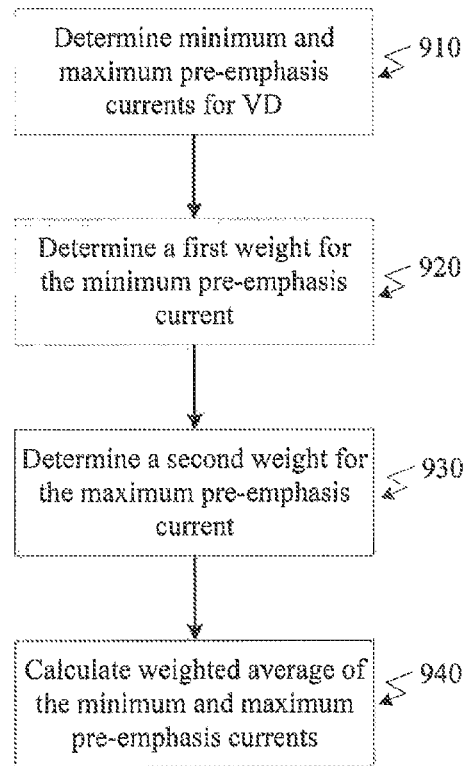 Determine minimum and
maximum pre-emphasis
currents for VD
910
Determine a first weight for
the minimum pre-emphasis
current
920
Determine a second weight for
the maximum pre-emphasis
current
930
Calculate weighted average of
the minimum and maximum
pre-emphasis currents
940